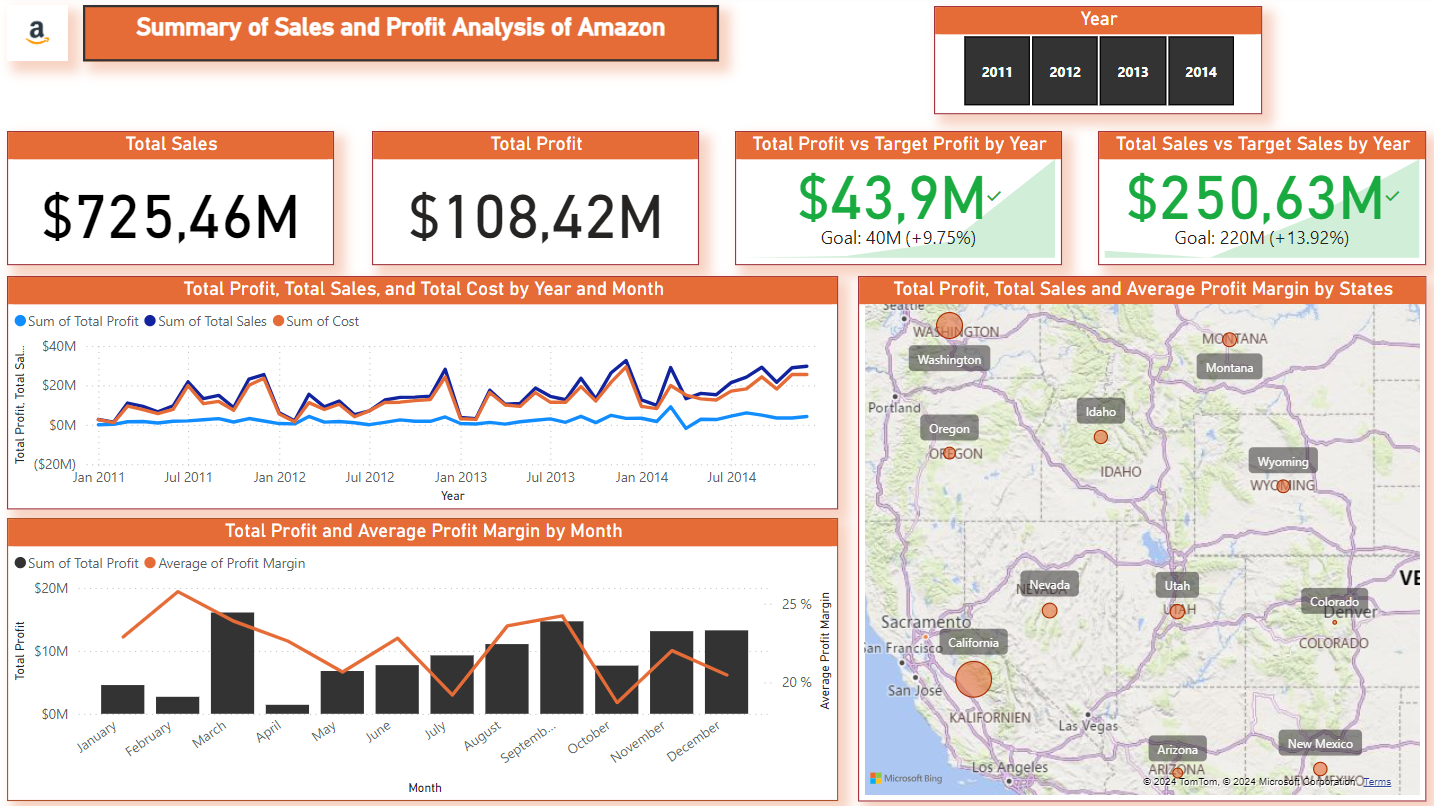 a
Summary of Sales and Profit Analysis of Amazon
Year
2011 2012 2013 2014
Total Sales
$725,46M
Total Profit
$108,42M
Total Profit vs Target Profit by Year
$43,9M
Goal: 40M (+9.75%)
Total Sales vs Target Sales by Year
$250,63M
Goal: 220M (+13.92%)
Total Profit, Total Sales, and Total Cost by Year and Month
Sum of Total Profit Sum of Total Sales Sum of Cost
Total Profit, Total Sal...
$40M
$20M
$0M
($20M)
Jan 2011 Jul 2011 Jan 2012 Jul 2012 Jan 2013 Jul 2013 Jan 2014 Jul 2014
Year
Total Profit and Average Profit Margin by Month
Sum of Total Profit Average of Profit Margin
Total Profit
$20M
$10M
$0M
25 %
20 %
Average Profit Margin
January February March April May June July August Septemb... October November December
Month
Total Profit, Total Sales and Average Profit Margin by States
Seattle
WASHINGTON
Washington
MONTANA
Montana
Portland
Idaho
Oregon
OREGON
IDAHO
Wyoming
WYOMING
Nevada
NEVADA
Utah
UTAH
Colorado
Denver
COLORADO
VE
Sacramento
California
San Francisco
San José
KALIFORNIEN
Las Vegas
Los Angeles
Arizona
ARIZONA
New Mexico
NEW MEXIKO
Microsoft Bing
© 2024 TomTom, © 2024 Microsoft Corporation, Terms